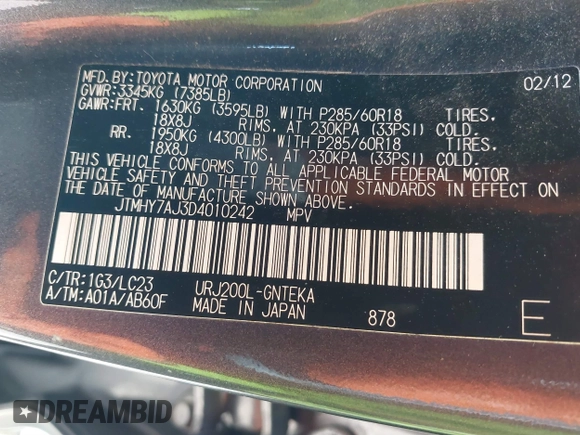 MFD. BY: TOYOTA MOTOR CORPORATION 02/12
GVWR: 3345KG (7385LB)
GAWR: FRT. 1630KG (3595LB) WITH P285/60R18 TIRES,
18X8J RIMS, AT 230KPA (33PSI) COLD.
RR. 1950KG (4300LB) WITH P285/60R18 TIRES,
18X8J RIMS, AT 230KPA (33PSI) COLD.
THIS VEHICLE CONFORMS TO ALL APPLICABLE FEDERAL MOTOR
VEHICLE SAFETY AND THEFT PREVENTION STANDARDS IN EFFECT ON
THE DATE OF MANUFACTURE SHOWN ABOVE.
JTMHY7AJ3D4010242 MPV
C/TR: 1G3/LC23 URJ200L-GNTEKA
A/TM: A01A/AB60F MADE IN JAPAN 878 E
DREAMBID